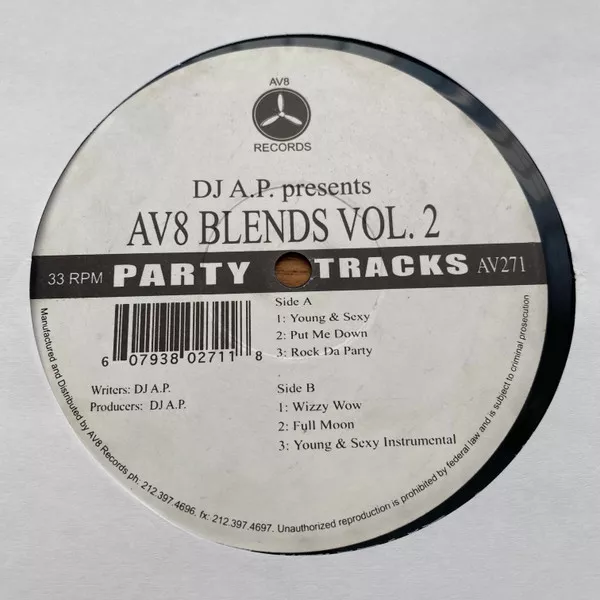 AV8
RECORDS
DJ A.P. presents
AV8 BLENDS VOL. 2
33 RPM PARTY TRACKS AV271
Side A
1: Young & Sexy
2: Put Me Down
3: Rock Da Party
6 07938 02711 8
Writers: DJ A.P.
Producers: DJ A.P.
Side B
1: Wizzy Wow
2: Full Moon
3: Young & Sexy Instrumental
Manufactured and Distributed by AV8 Records ph: 212.397.4696. fx: 212.397.4697. Unauthorized reproduction is prohibited by federal law and is subject to criminal prosecution